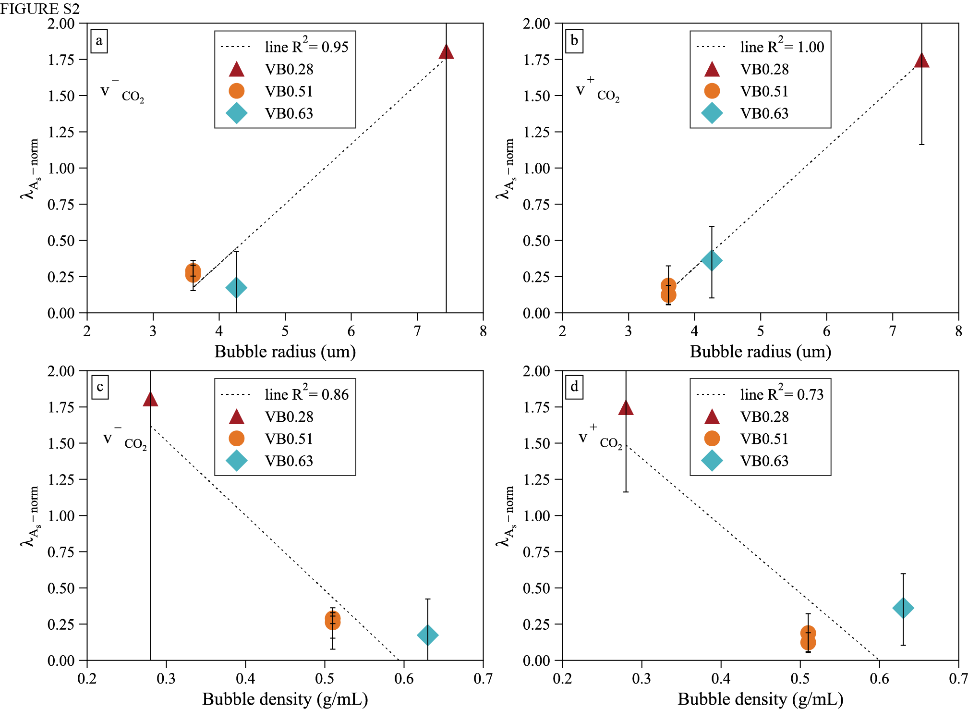 FIGURE S2
a
v⁻CO₂
line R²= 0.95
VB0.28
VB0.51
VB0.63
2.00
1.75
1.50
1.25
1.00
0.75
0.50
0.25
0.00
λAₛ−norm
2 3 4 5 6 7 8
Bubble radius (um)
b
v⁺CO₂
line R²= 1.00
VB0.28
VB0.51
VB0.63
2.00
1.75
1.50
1.25
1.00
0.75
0.50
0.25
0.00
λAₛ−norm
2 3 4 5 6 7 8
Bubble radius (um)
c
v⁻CO₂
line R²= 0.86
VB0.28
VB0.51
VB0.63
2.00
1.75
1.50
1.25
1.00
0.75
0.50
0.25
0.00
λAₛ−norm
0.2 0.3 0.4 0.5 0.6 0.7
Bubble density (g/mL)
d
v⁺CO₂
line R²= 0.73
VB0.28
VB0.51
VB0.63
2.00
1.75
1.50
1.25
1.00
0.75
0.50
0.25
0.00
λAₛ−norm
0.2 0.3 0.4 0.5 0.6 0.7
Bubble density (g/mL)